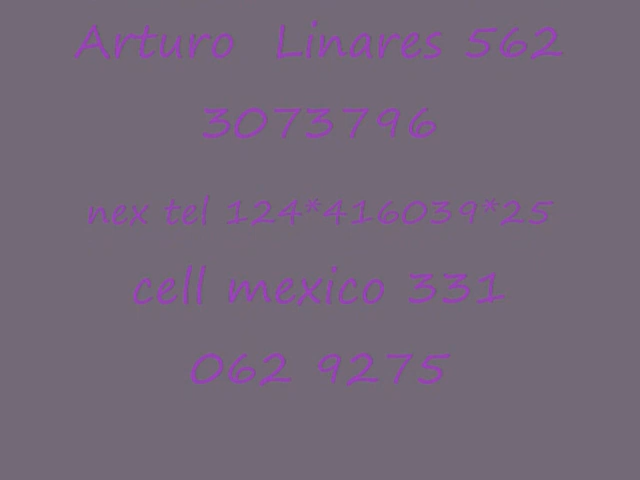 Arturo Linares 562
3073796
nex tel 124*416039*25
cell mexico 331
062 9275